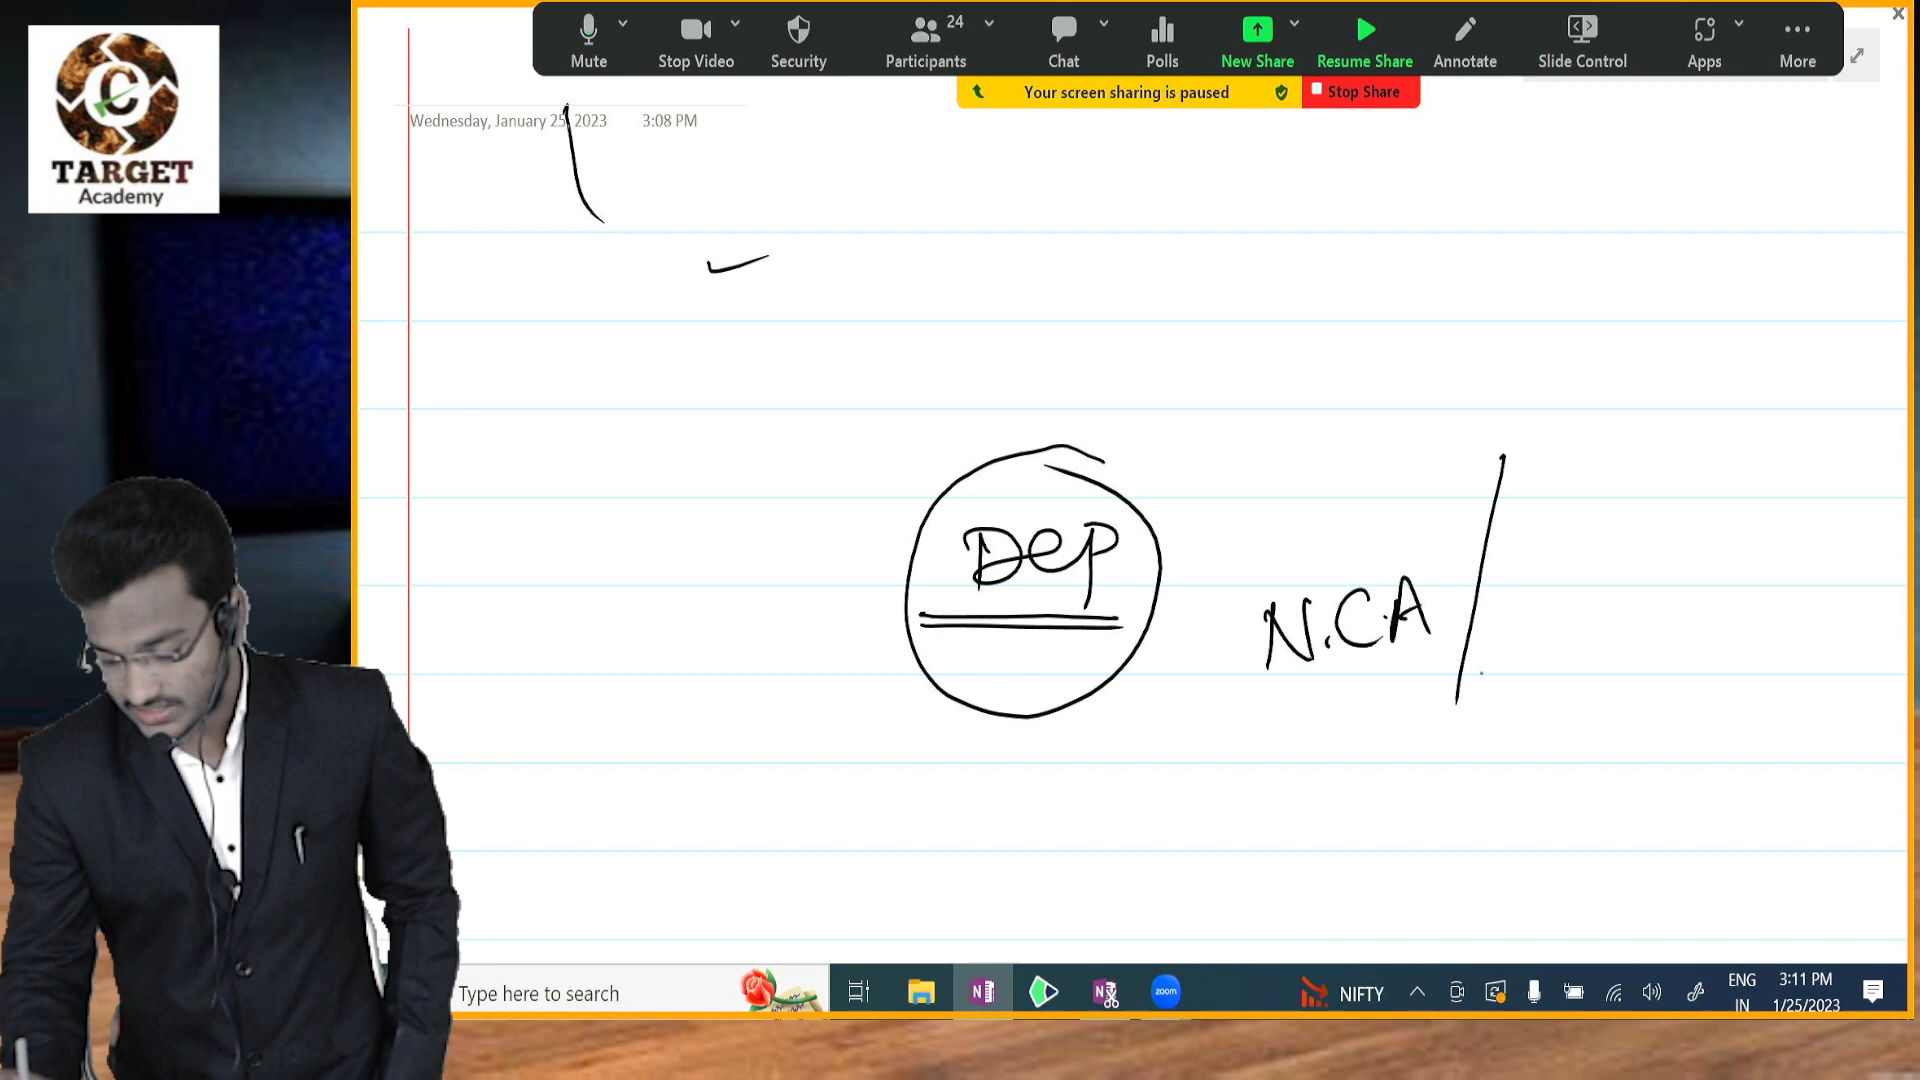 C
TARGET
Academy
Mute
Stop Video
Security
Participants
24
Chat
Polls
New Share
Resume Share
Annotate
Slide Control
Apps
More
Your screen sharing is paused
Stop Share
Wednesday, January 25, 2023 3:08 PM
Dep
N.C.A
Type here to search
zoom
NIFTY
ENG
IN
3:11 PM
1/25/2023